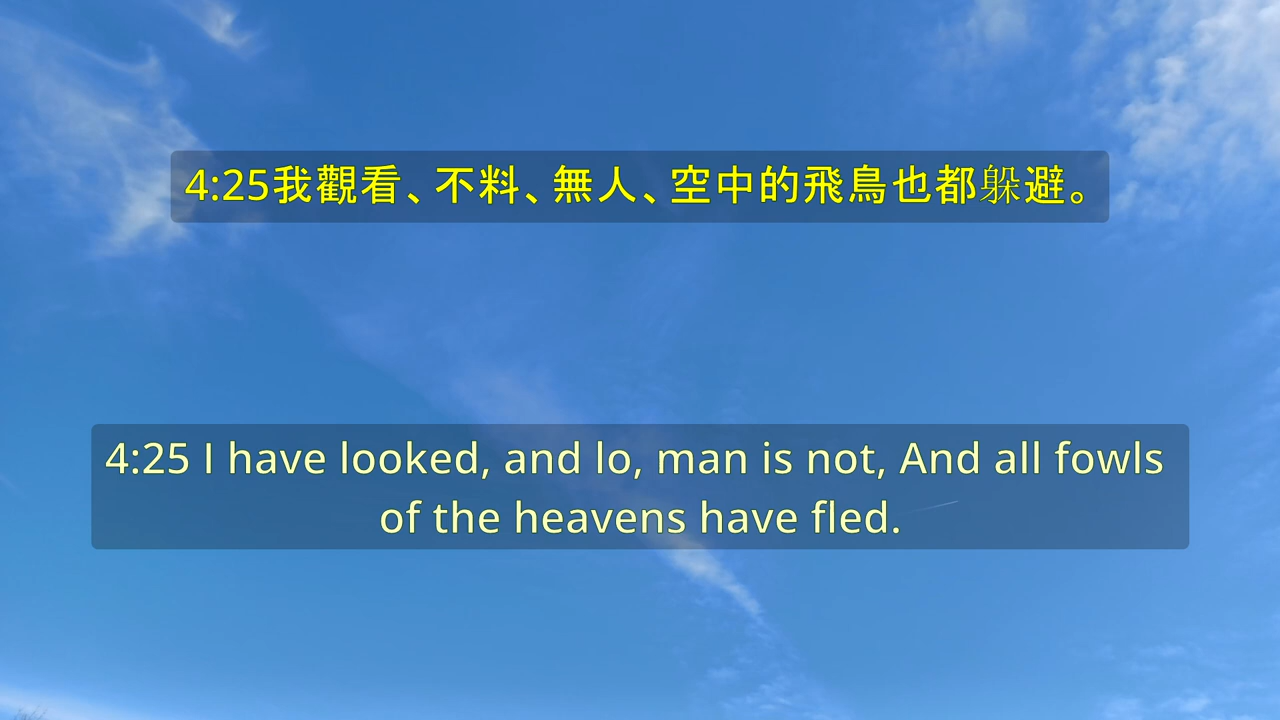 4:25我觀看、不料、無人、空中的飛鳥也都躲避。
4:25 I have looked, and lo, man is not, And all fowls
of the heavens have fled.